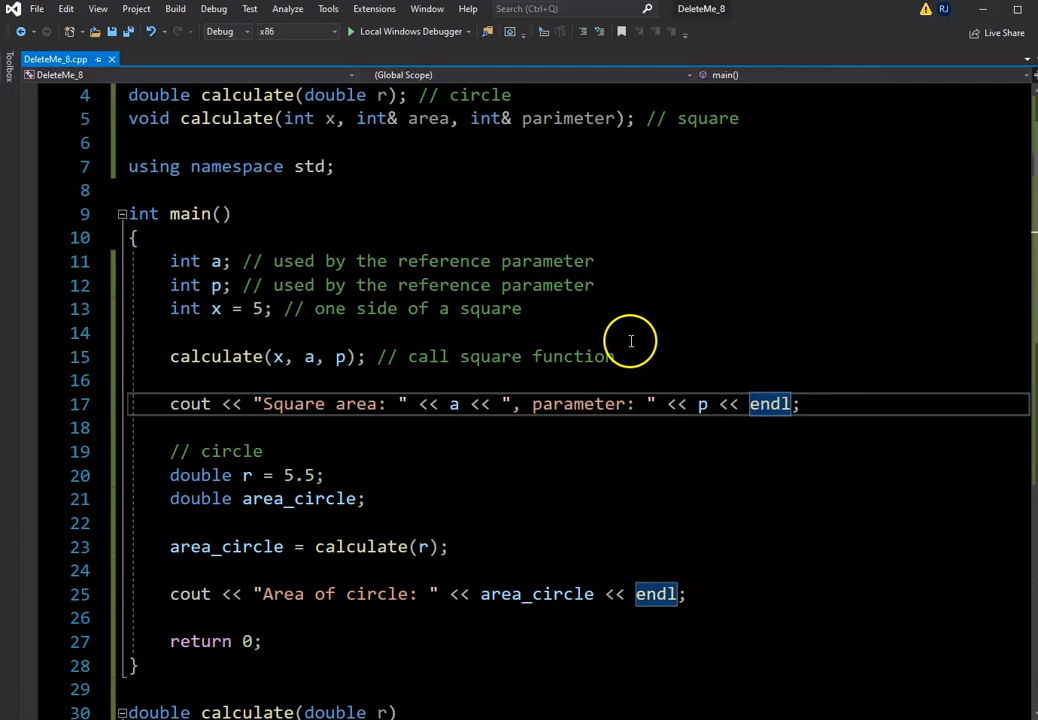 File Edit View Project Build Debug Test Analyze Tools Extensions Window Help Search (Ctrl+Q) DeleteMe_8 RJ
Debug x86 Local Windows Debugger Live Share
DeleteMe_8.cpp
DeleteMe_8 (Global Scope) main()
Toolbox
4 double calculate(double r); // circle
5 void calculate(int x, int& area, int& parimeter); // square
6
7 using namespace std;
8
9 int main()
10 {
11 int a; // used by the reference parameter
12 int p; // used by the reference parameter
13 int x = 5; // one side of a square
14
15 calculate(x, a, p); // call square function
16
17 cout << "Square area: " << a << ", parameter: " << p << endl;
18
19 // circle
20 double r = 5.5;
21 double area_circle;
22
23 area_circle = calculate(r);
24
25 cout << "Area of circle: " << area_circle << endl;
26
27 return 0;
28 }
29
30 double calculate(double r)